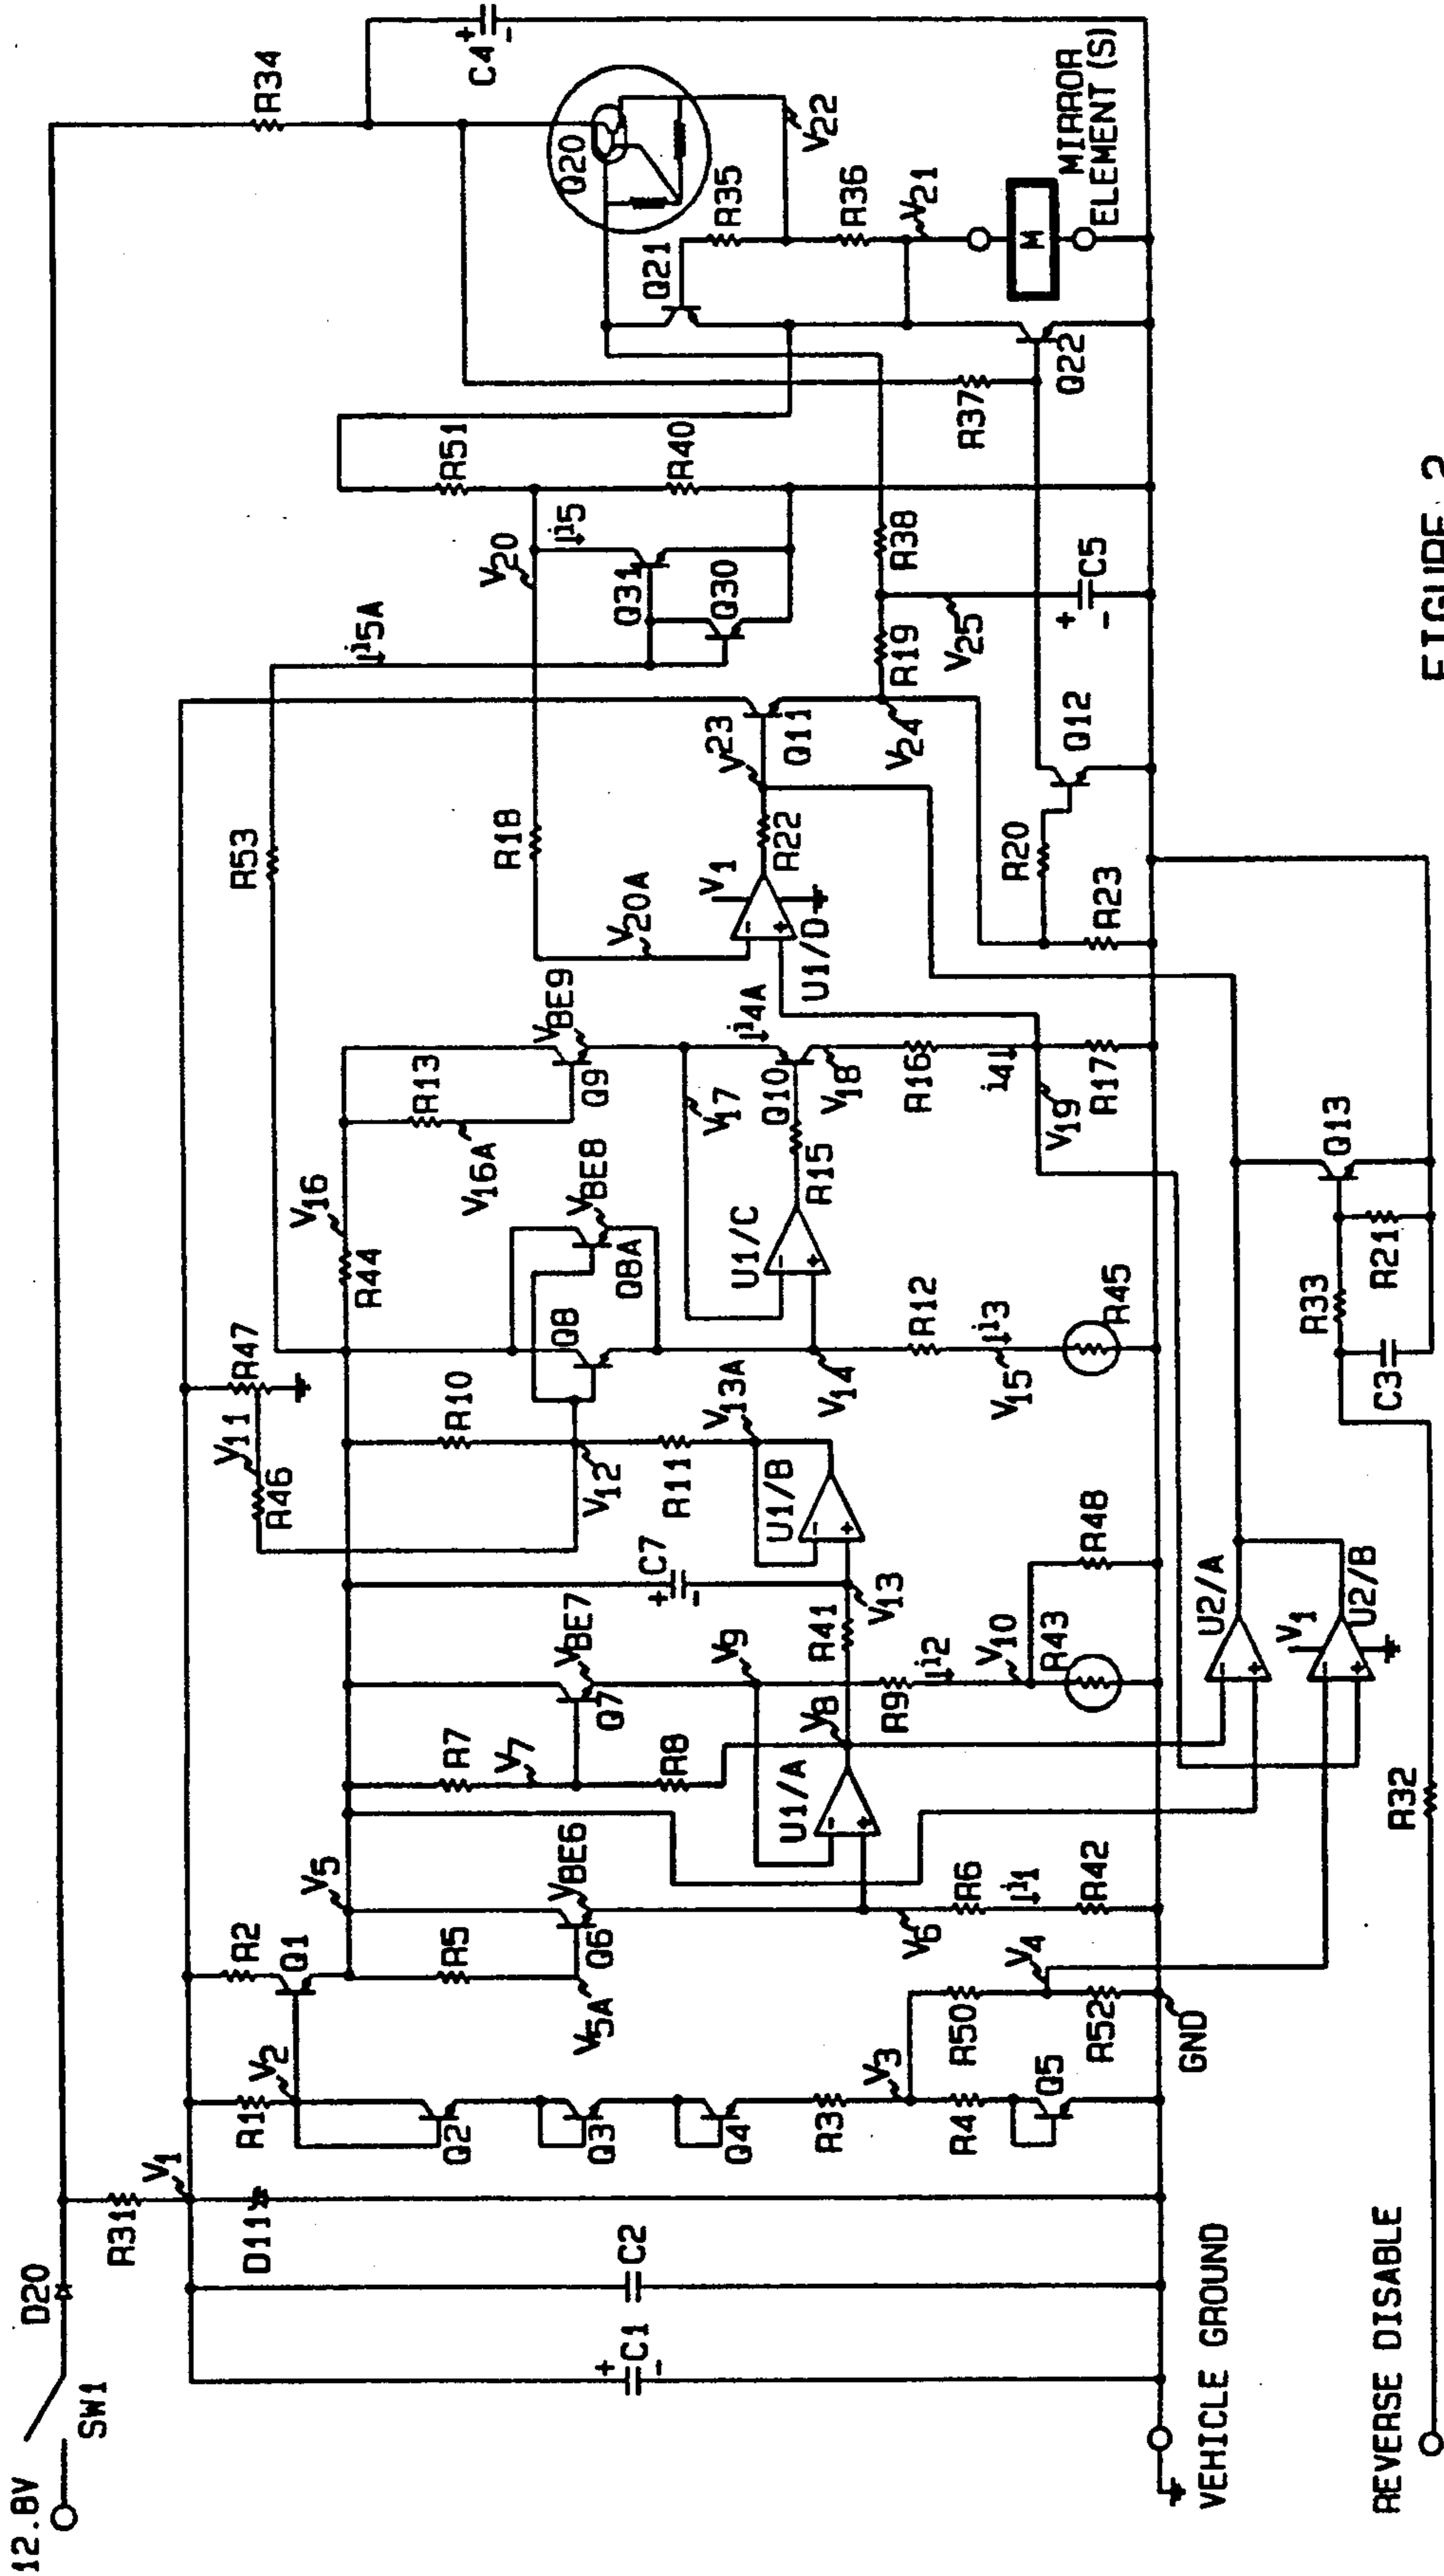 12.8V
SW1
D20
R31
V1
D11
C1
C2
R1
V2
Q2
Q3
Q4
R3
V3
R4
Q5
R50
V4
R52
GND
R2
Q1
V5
R5
V5A
Q6
VBE6
V6
R6
i1
R42
R7
V7
R8
Q7
VBE7
U1/A
-
+
V8
V9
R9
i2
V10
R43
R48
R41
C7
+
-
V13
U1/B
-
+
V13A
R10
R11
V12
V11
R46
R47
Q8
Q8A
VBE8
V14
R12
i3
V15
R45
R44
V16
R13
V16A
Q9
VBE9
V17
U1/C
-
+
R15
Q10
i4A
V18
R16
i4
V19
R17
R53
R18
V20A
U1/D
-
+
V1
R22
V23
Q11
V24
R19
V25
C5
+
-
R38
R20
R23
Q12
i5A
V20
i5
Q31
Q30
R51
R40
R37
Q22
Q21
R35
R36
V21
V22
Q20
R34
C4
+
-
M
MIRROR
ELEMENT(S)
U2/A
-
+
U2/B
-
+
V1
Q13
R33
R21
C3
R32
+
-
VEHICLE GROUND
REVERSE DISABLE
FIGURE 2